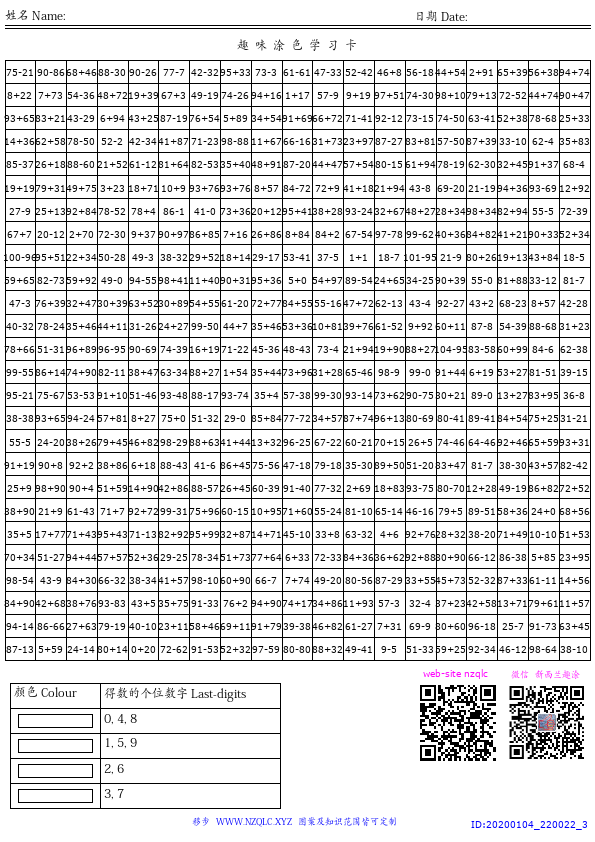 姓名 Name:
日期 Date:
趣 味 涂 色 学 习 卡
75-21 90-86 68+46 88-30 90-26 77-7 42-32 95+33 73-3 61-61 47-33 52-42 46+8 56-18 44+54 2+91 65+39 56+38 94+74
8+22 7+73 54-36 48+72 19+39 67+3 49-19 74-26 94+16 1+17 57-9 9+19 97+51 74-30 98+10 79+13 72-52 44+74 90+47
93+65 83+21 43-29 6+94 43+25 87-19 76+54 5+89 34+54 91+69 66+72 71-41 92-12 73-15 74-50 63-41 52+38 78-68 25+33
14+36 62+58 78-50 52-2 42-34 41+87 71-23 98-88 11+67 66-16 31+73 23+97 87-27 83+81 57-50 87+39 33-10 62-4 35+83
85-37 26+18 88-60 21+52 61-12 81+64 82-53 35+40 48+91 87-20 44+47 57+54 80-15 61+94 78-19 62-30 32+45 91+37 68-4
19+19 79+31 49+75 3+23 18+71 10+9 93+76 93+76 8+57 84-72 72+9 41+18 21+94 43-8 69-20 21-19 94+36 93-69 12+92
27-9 25+13 92+84 78-52 78+4 86-1 41-0 73+36 20+12 95+41 38+28 93-24 32+67 48+27 28+34 98+34 82+94 55-5 72-39
67+7 20-12 2+70 72-30 9+37 90+97 86+85 7+16 26+86 8+84 84+2 67-54 97-78 99-62 40+36 84+82 41+21 90+33 52+34
100-96 95+51 22+34 50-28 49-3 38-32 29+52 18+14 29-17 53-41 37-5 1+1 18-7 101-95 21-9 80+26 19+13 43+84 18-5
59+65 82-73 59+92 49-0 94-55 98+41 11+40 90+31 95+36 5+0 54+97 89-54 24+65 34-25 90+39 55-0 81+88 33-12 81-7
47-3 76+39 32+47 30+39 63+52 30+89 54+55 61-20 72+77 84+55 55-16 47+72 62-13 43-4 92-27 43+2 68-23 8+57 42-28
40-32 78-24 35+46 44+11 31-26 24+27 99-50 44+7 35+46 53+36 10+81 39+76 61-52 9+92 60+11 87-8 54-39 88-68 31+23
78+66 51-31 96+89 96-95 90-69 74-39 16+19 71-22 45-36 48-43 73-4 21+94 19+90 88+27 104-95 83-58 60+99 84-6 62-38
99-55 86+14 74+90 82-11 38+47 63-34 88+27 1+54 35+44 73+96 31+28 65-46 98-9 99-0 91+44 6+19 53+27 81-51 39-15
95-21 75-67 53-53 91+10 51-46 93-48 88-17 93-74 35+4 57-38 99-30 93-14 73+62 90-75 30+21 89-0 13+27 83+95 36-8
38-38 93+65 94-24 57+81 8+27 75+0 51-32 29-0 85+84 77-72 34+57 87+74 96+13 80-69 80-41 89-41 84+54 75+25 31-21
55-5 24-20 38+26 79+45 46+82 98-29 88+63 41+44 13+32 96-25 67-22 60-21 70+15 26+5 74-46 64-46 92+46 65+59 93+31
91+19 90+8 92+2 38+86 6+18 88-43 41-6 86+45 75-56 47-18 79-18 35-30 89+50 51-20 33+47 81-7 38-30 43+57 82-42
25+9 98+90 90+4 51+59 14+90 42+86 88-57 26+45 60-39 91-40 77-32 2+69 18+83 93-75 80-70 12+28 49-19 86+82 72+52
38+90 21+9 61-43 71+7 92+72 99-31 75+96 60-15 10+95 71+60 55-24 81-10 65-14 46-16 79+5 89-51 58+36 24+0 68+56
35+5 17+77 71+43 95+43 71-13 82+92 95+99 32+87 14+71 45-10 33+8 63-32 4+6 92+76 28+32 38-20 71+49 10-10 51+53
70+34 51-27 94+44 57+57 52+36 29-25 78-34 51+73 77+64 6+33 72-33 84+36 36+62 92+88 30+90 66-12 86-38 5+85 23+95
98-54 43-9 84+30 66-32 38-34 41+57 98-10 60+90 66-7 7+74 49-20 80-56 87-29 33+55 45+73 52-32 87+33 61-11 14+56
84+90 42+68 38+76 93-83 43+5 35+75 91-33 76+2 94+90 74+17 34+86 11+93 57-3 32-4 37+23 42+58 13+71 79+61 11+57
94-14 86-66 27+63 79-19 40-10 23+11 58+46 69+11 91+79 39-38 46+82 61-27 7+31 69-9 80+60 96-18 25-7 91-73 63+45
87-13 5+59 24-14 80+14 0+20 72-62 91-53 52+32 97-59 80-80 88+32 49-41 9-5 51-33 59+25 92-34 46-12 98-64 38-10
web-site nzqlc
微信 新西兰趣涂
颜色 Colour
得数的个位数字 Last-digits
0, 4, 8
1, 5, 9
2, 6
3, 7
移步 WWW.NZQLC.XYZ 图案及知识范围皆可定制
ID:20200104_220022_3